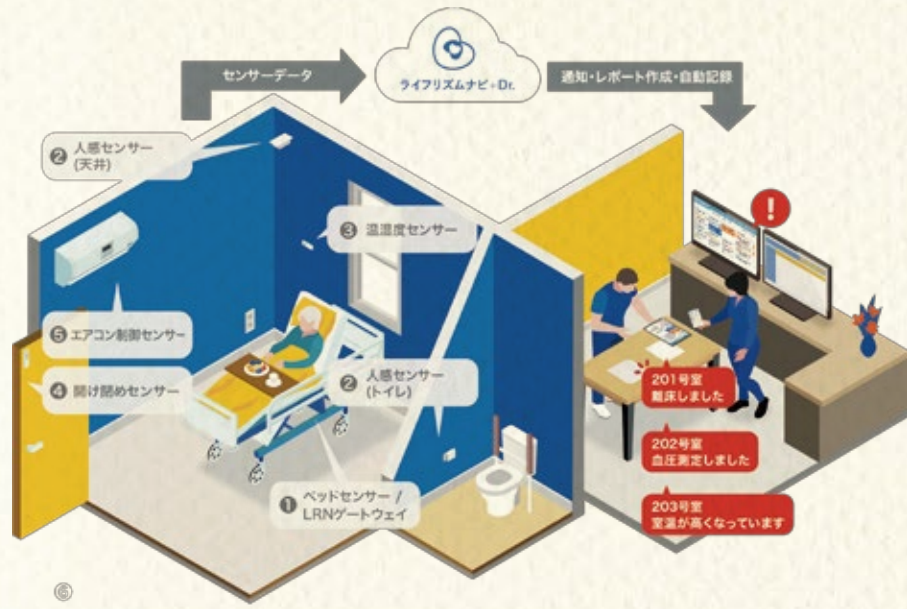 センサーデータ
ライフリズムナビ+Dr.
通知・レポート作成・自動記録
❷ 人感センサー
(天井)
❸ 温湿度センサー
❺ エアコン制御センサー
❹ 開け閉めセンサー
❷ 人感センサー
(トイレ)
❶ ベッドセンサー /
LRNゲートウェイ
!
201号室
離床しました
202号室
血圧測定しました
203号室
室温が高くなっています
⑥